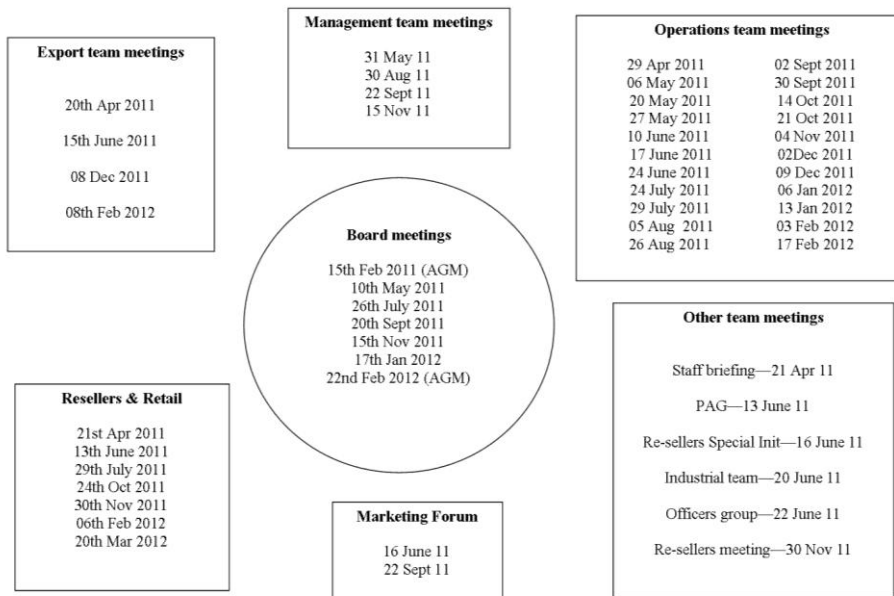 Export team meetings
20th Apr 2011
15th June 2011
08 Dec 2011
08th Feb 2012
Management team meetings
31 May 11
30 Aug 11
22 Sept 11
15 Nov 11
Operations team meetings
29 Apr 2011 02 Sept 2011
06 May 2011 30 Sept 2011
20 May 2011 14 Oct 2011
27 May 2011 21 Oct 2011
10 June 2011 04 Nov 2011
17 June 2011 02Dec 2011
24 June 2011 09 Dec 2011
24 July 2011 06 Jan 2012
29 July 2011 13 Jan 2012
05 Aug 2011 03 Feb 2012
26 Aug 2011 17 Feb 2012
Board meetings
15th Feb 2011 (AGM)
10th May 2011
26th July 2011
20th Sept 2011
15th Nov 2011
17th Jan 2012
22nd Feb 2012 (AGM)
Resellers & Retail
21st Apr 2011
13th June 2011
29th July 2011
24th Oct 2011
30th Nov 2011
06th Feb 2012
20th Mar 2012
Marketing Forum
16 June 11
22 Sept 11
Other team meetings
Staff briefing—21 Apr 11
PAG—13 June 11
Re-sellers Special Init—16 June 11
Industrial team—20 June 11
Officers group—22 June 11
Re-sellers meeting—30 Nov 11